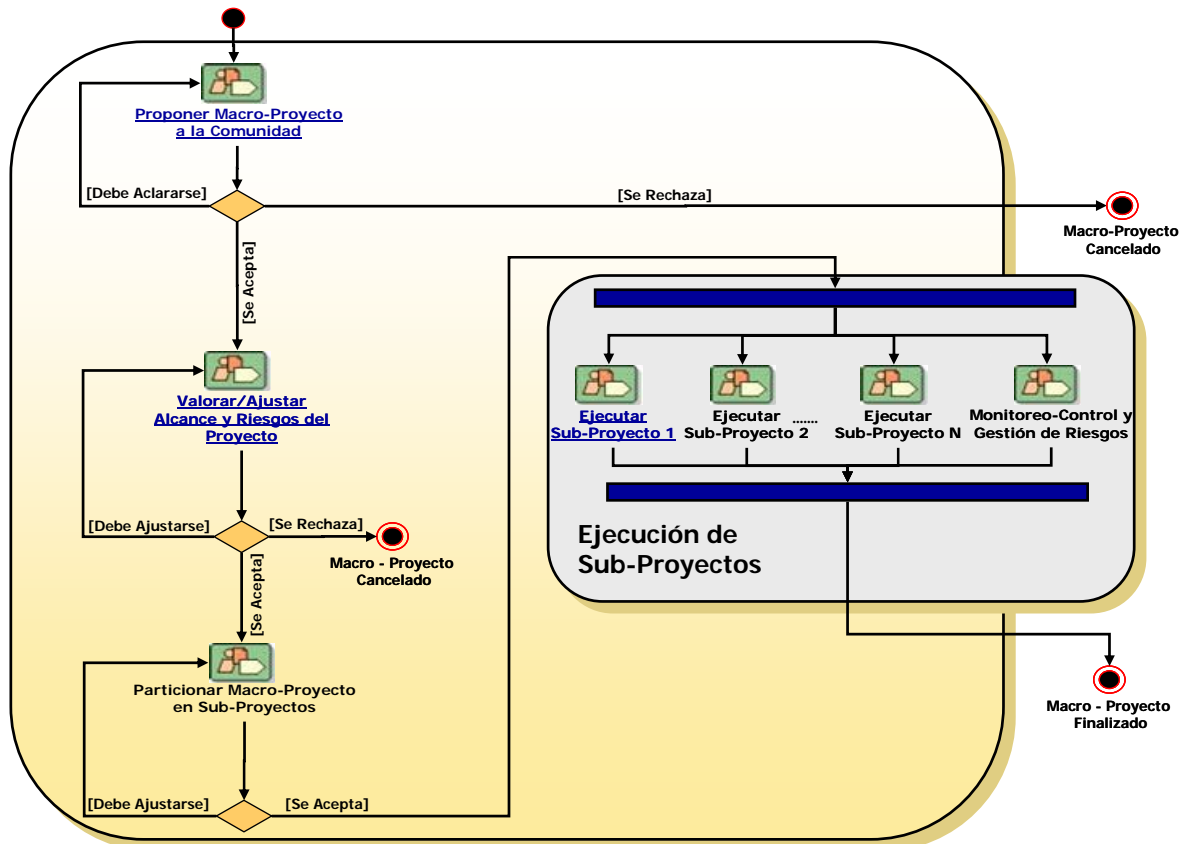 Proponer Macro-Proyecto
a la Comunidad
[Debe Aclararse]
[Se Rechaza]
Macro-Proyecto
Cancelado
[Se Acepta]
Valorar/Ajustar
Alcance y Riesgos del
Proyecto
[Debe Ajustarse]
[Se Rechaza]
Macro - Proyecto
Cancelado
[Se Acepta]
Particionar Macro-Proyecto
en Sub-Proyectos
[Debe Ajustarse]
[Se Acepta]
Ejecutar
Sub-Proyecto 1
Ejecutar
Sub-Proyecto 2
.......
Ejecutar
Sub-Proyecto N
Monitoreo-Control y
Gestión de Riesgos
Ejecución de
Sub-Proyectos
Macro - Proyecto
Finalizado